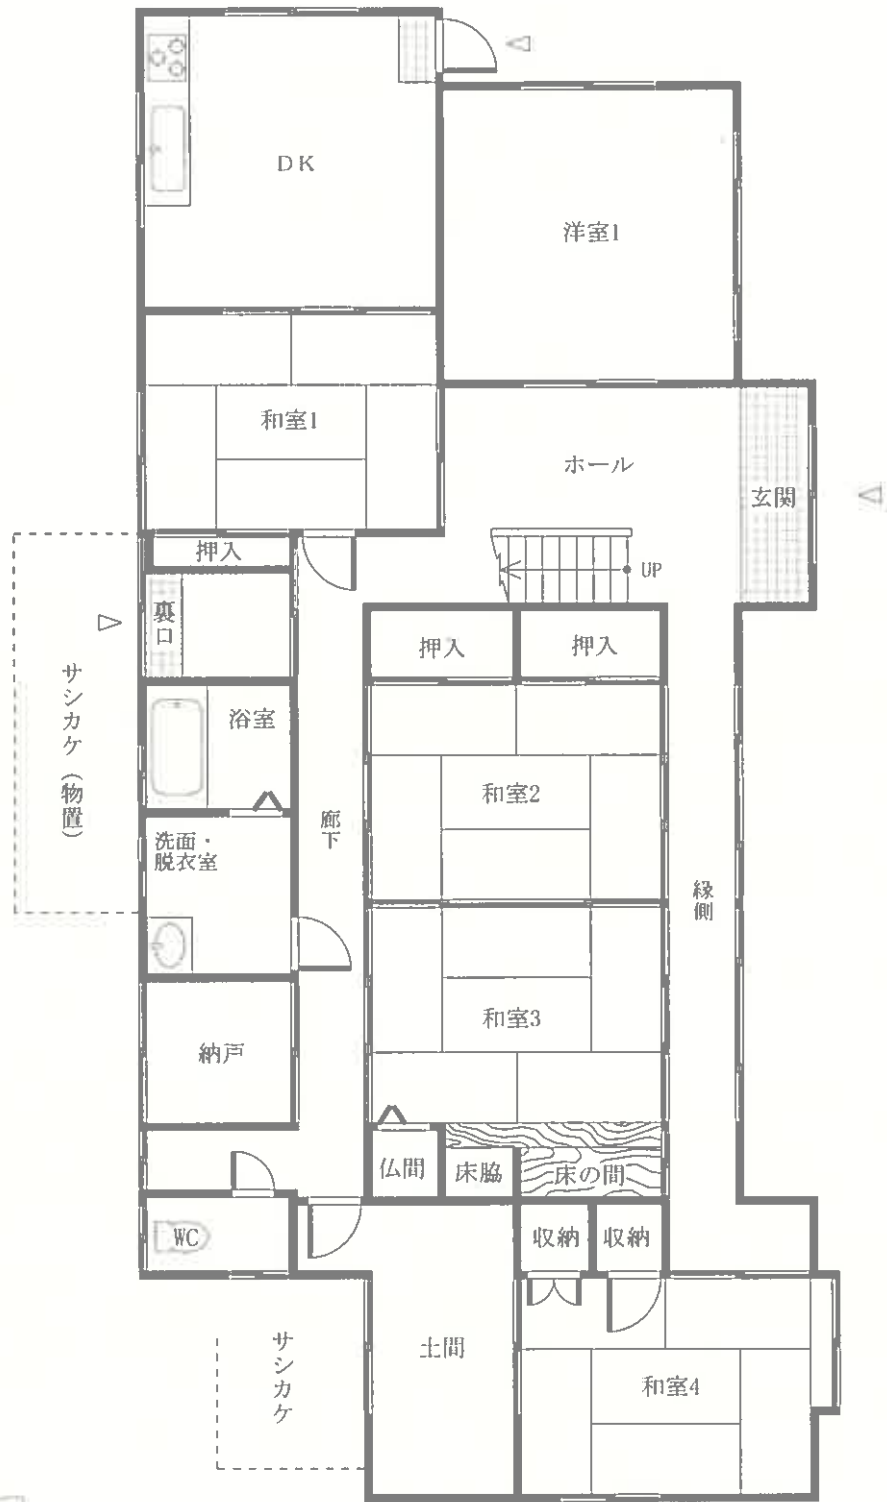 DK
洋室1
和室1
ホール
玄関
押入
UP
裏口
押入
押入
サシカケ（物置）
浴室
和室2
廊下
洗面・
脱衣室
縁側
和室3
納戸
仏間
床脇
床の間
WC
収納
収納
サシカケ
土間
和室4